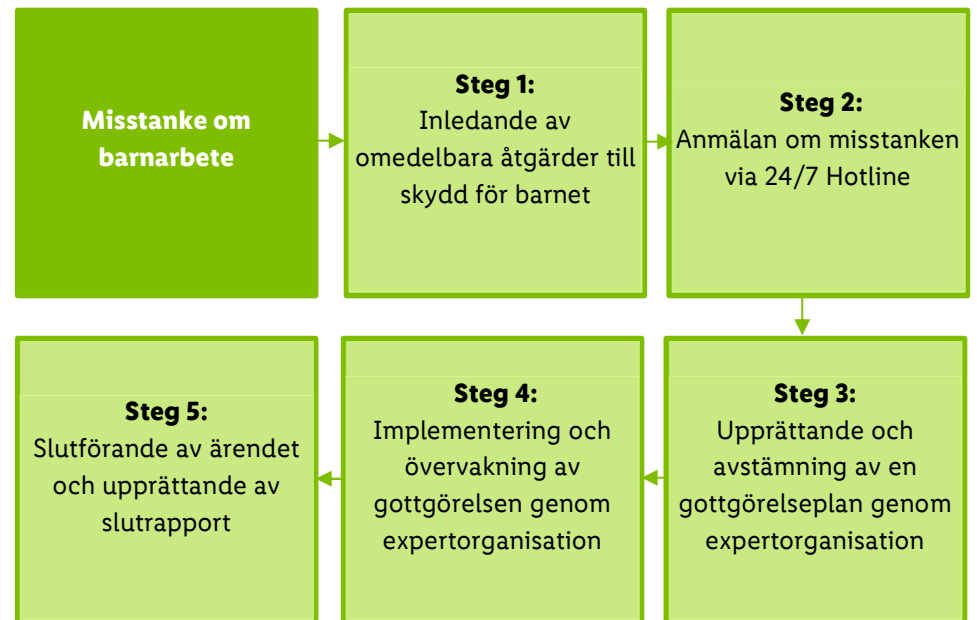 Misstanke om
barnarbete
Steg 1:
Inledande av
omedelbara åtgärder till
skydd för barnet
Steg 2:
Anmälan om misstanken
via 24/7 Hotline
Steg 3:
Upprättande och
avstämning av en
gottgörelseplan genom
expertorganisation
Steg 4:
Implementering och
övervakning av
gottgörelsen genom
expertorganisation
Steg 5:
Slutförande av ärendet
och upprättande av
slutrapport